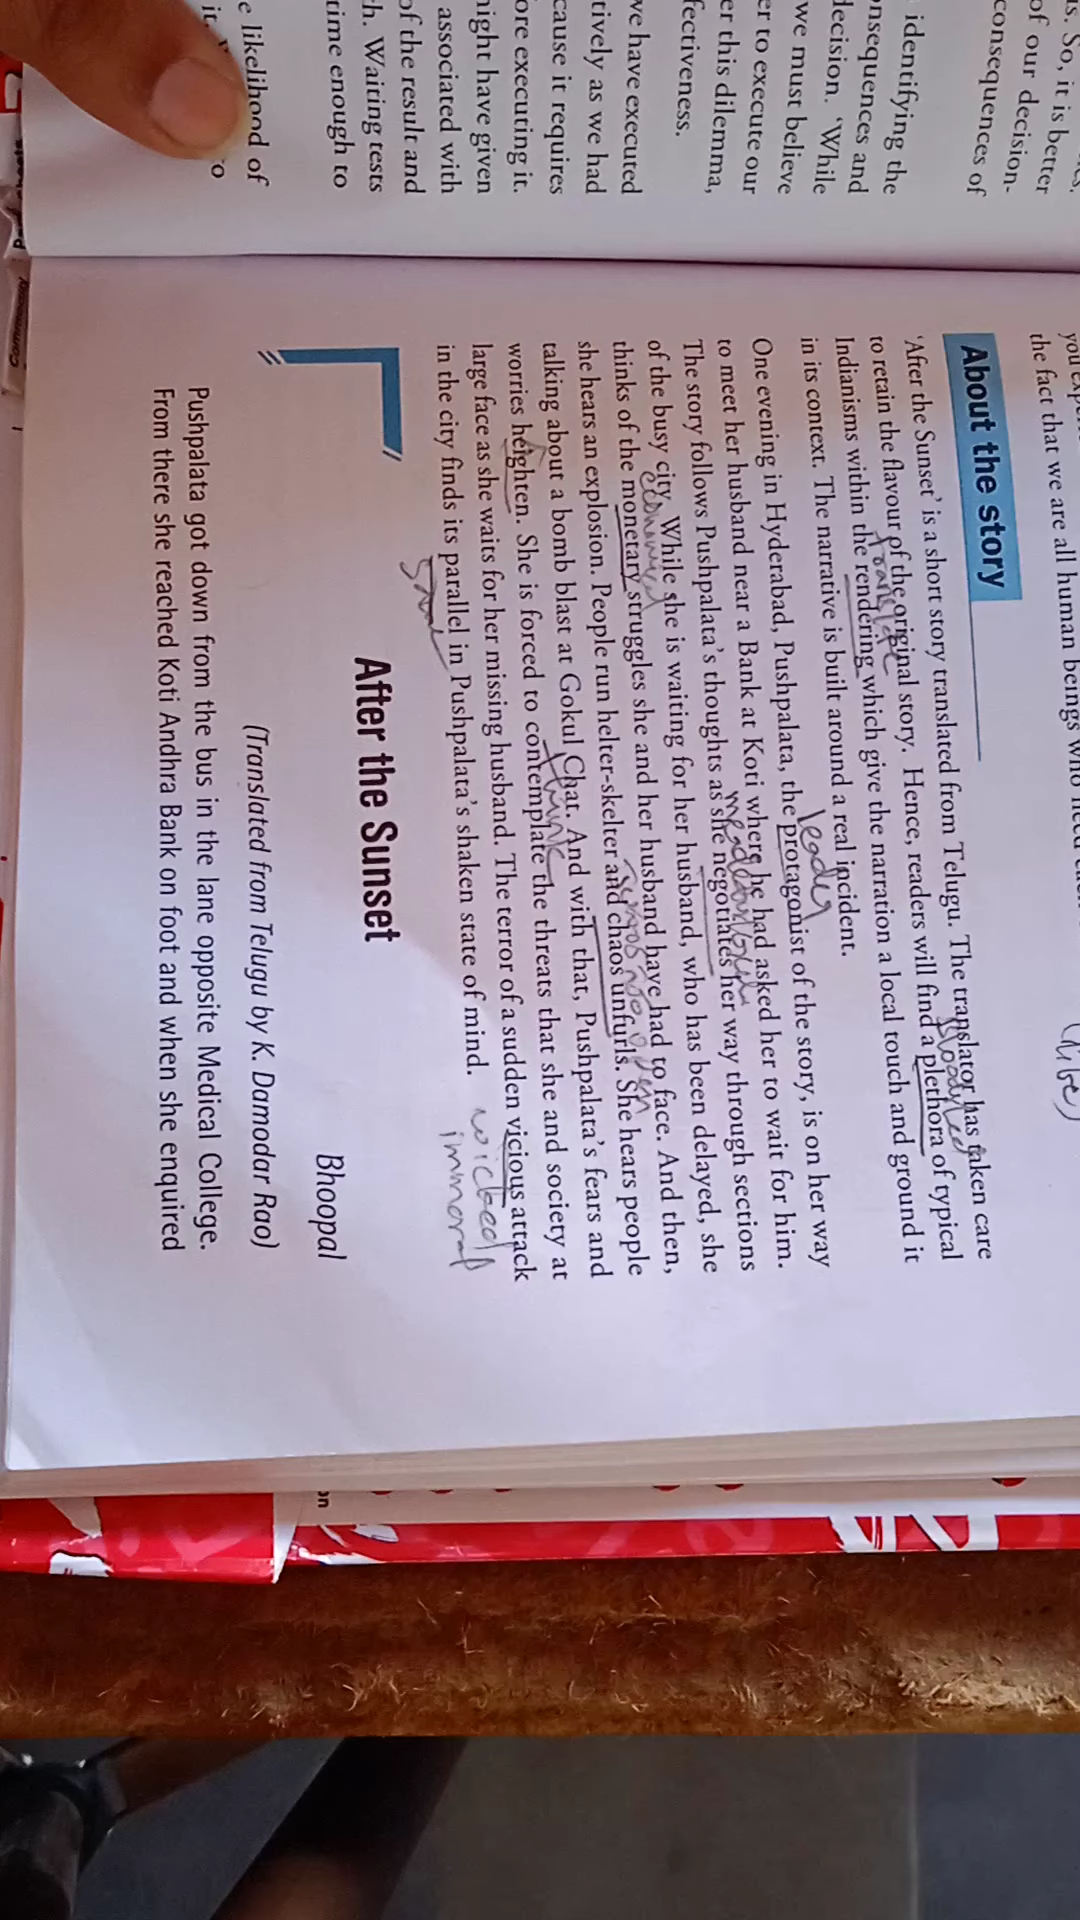 s. So, it is better
of our decision-
consequences of
identifying the
nsequences and
decision. 'While
we must believe
er to execute our
er this dilemma,
fectiveness.
ve have executed
tively as we had
cause it requires
ore executing it.
night have given
associated with
of the result and
h. Waiting tests
time enough to
e likelihood of
the fact that we are all human beings who need
About the story
'After the Sunset' is a short story translated from Telugu. The translator has taken care
to retain the flavour of the original story. Hence, readers will find a plethora of typical
Indianisms within the rendering which give the narration a local touch and ground it
in its context. The narrative is built around a real incident.
leader
One evening in Hyderabad, Pushpalata, the protagonist of the story, is on her way
to meet her husband near a Bank at Koti where he had asked her to wait for him.
The story follows Pushpalata's thoughts as she negotiates her way through sections
of the busy city. While she is waiting for her husband, who has been delayed, she
thinks of the monetary struggles she and her husband have had to face. And then,
she hears an explosion. People run helter-skelter and chaos unfurls. She hears people
talking about a bomb blast at Gokul Chat. And with that, Pushpalata's fears and
think
worries heighten. She is forced to contemplate the threats that she and society at
large face as she waits for her missing husband. The terror of a sudden vicious attack
in the city finds its parallel in Pushpalata's shaken state of mind.
wicked
immoral
same
After the Sunset
Bhoopal
(Translated from Telugu by K. Damodar Rao)
Pushpalata got down from the bus in the lane opposite Medical College.
From there she reached Koti Andhra Bank on foot and when she enquired